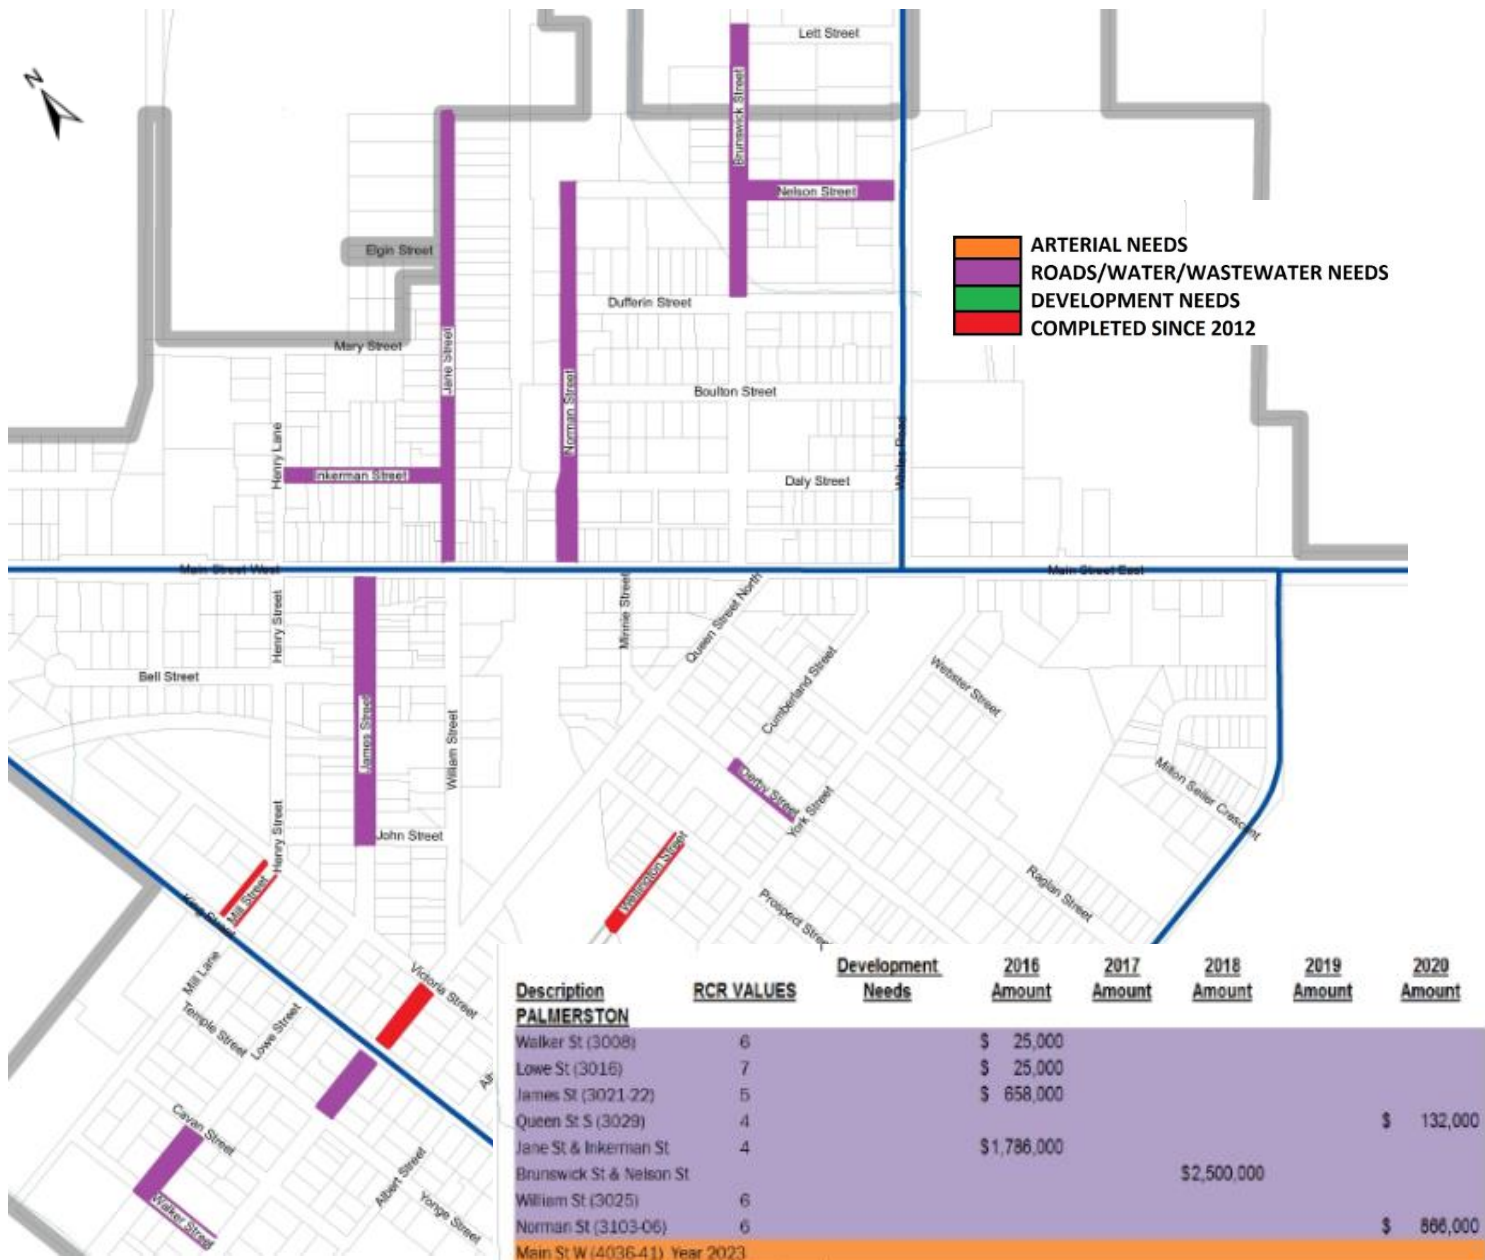 N
Lett Street
Brunswick Street
Nelson Street
Elgin Street
ARTERIAL NEEDS
ROADS/WATER/WASTEWATER NEEDS
DEVELOPMENT NEEDS
COMPLETED SINCE 2012
Dufferin Street
Mary Street
Jane Street
Norman Street
Boulton Street
Henry Lane
Whites Road
Inkerman Street
Daly Street
Main Street West
Main Street East
Henry Street
Minnie Street
Queen Street North
Bell Street
Cumberland Street
Webster Street
James Street
William Street
Derby Street
York Street
Milton Seiler Crescent
Henry Street
John Street
Mill Street
Wellington Street
Raglan Street
King Street
Prospect Stree
Mill Lane
Victoria Street
Temple Street
Lowe Street
Alb
Cavan Street
Albert Street
Walker Street
Yonge Street
Development 2016 2017 2018 2019 2020
Description RCR VALUES Needs Amount Amount Amount Amount Amount
PALMERSTON
Walker St (3008) 6 $ 25,000
Lowe St (3016) 7 $ 25,000
James St (3021-22) 5 $ 658,000
Queen St S (3029) 4 $ 132,000
Jane St & Inkerman St 4 $1,786,000
Brunswick St & Nelson St $2,500,000
William St (3025) 6
Norman St (3103-06) 6 $ 866,000
Main St W (4036-41) Year 2023